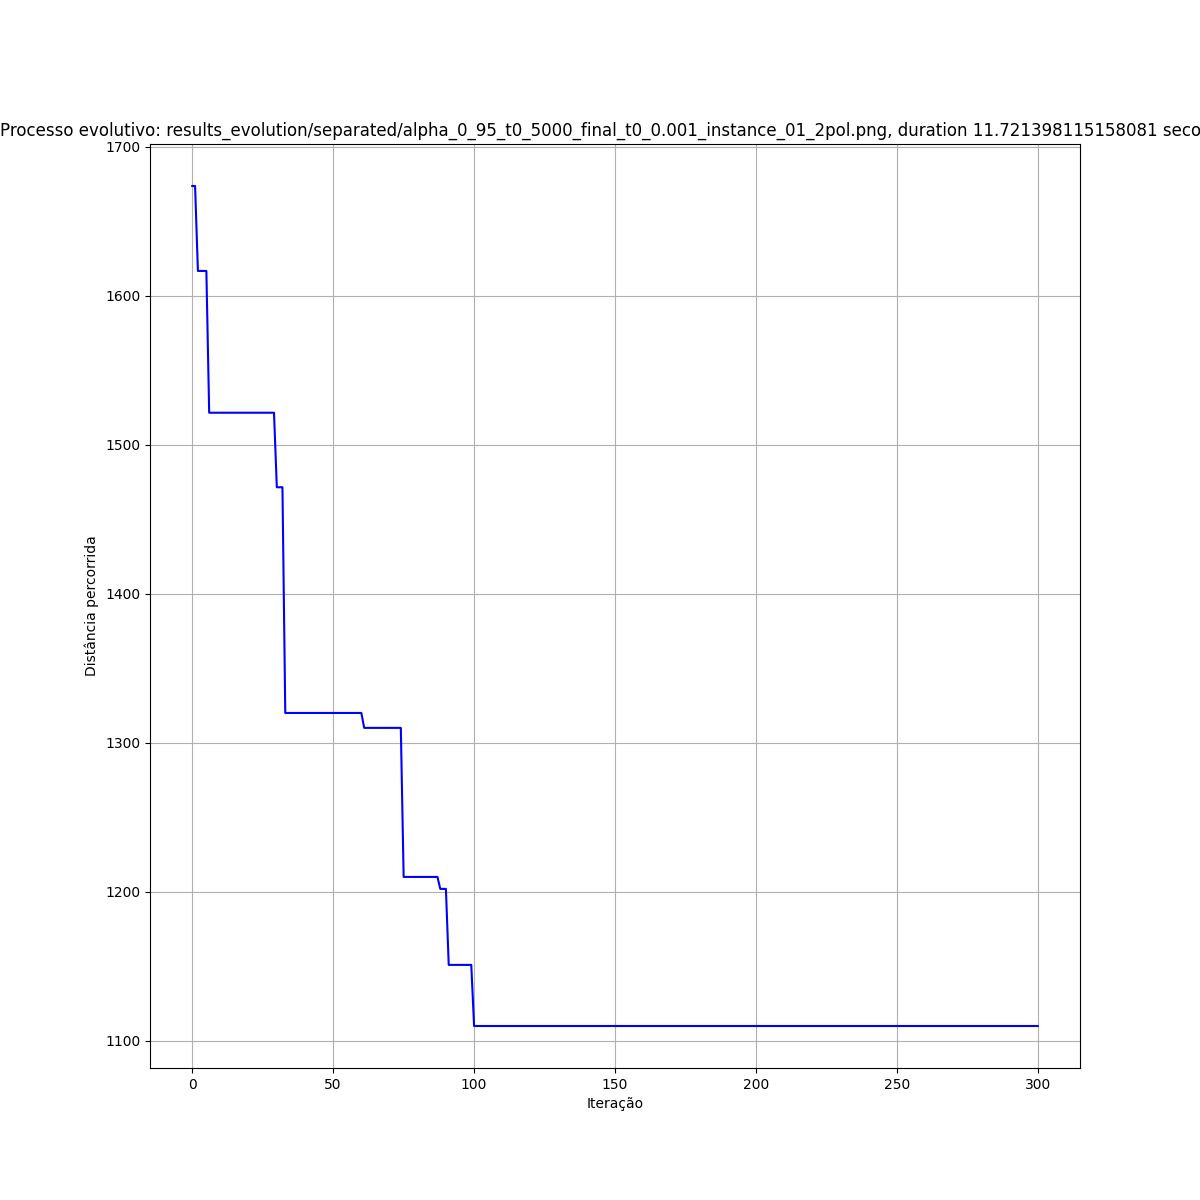 Processo evolutivo: results_evolution/separated/alpha_0_95_t0_5000_final_t0_0.001_instance_01_2pol.png, duration 11.721398115158081 seco
1700
1600
1500
1400
1300
1200
1100
Distância percorrida
0 50 100 150 200 250 300
Iteração